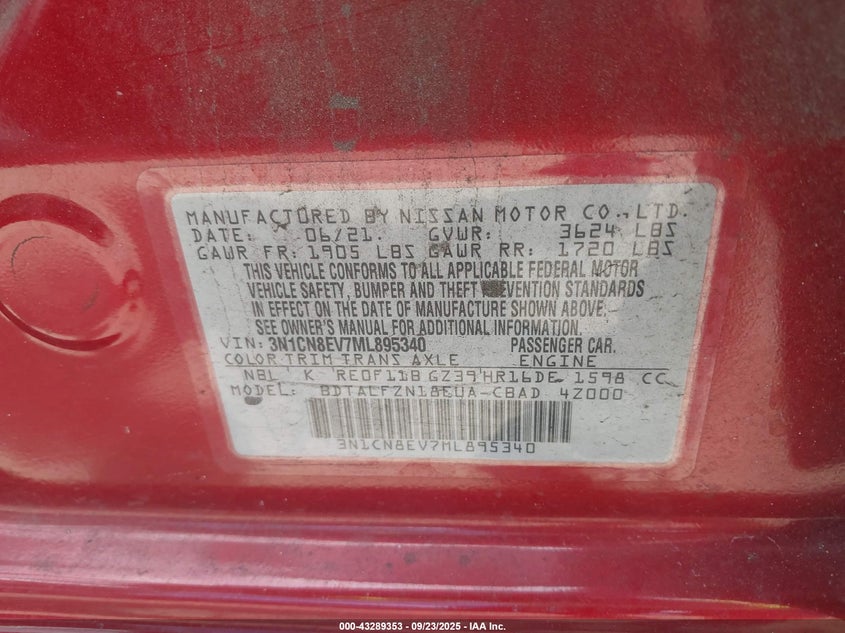 MANUFACTURED BY NISSAN MOTOR CO., LTD.
DATE: 06/21. GVWR: 3624 LBS
GAWR FR: 1905 LBS GAWR RR: 1720 LBS
THIS VEHICLE CONFORMS TO ALL APPLICABLE FEDERAL MOTOR
VEHICLE SAFETY, BUMPER AND THEFT PREVENTION STANDARDS
IN EFFECT ON THE DATE OF MANUFACTURE SHOWN ABOVE.
SEE OWNER'S MANUAL FOR ADDITIONAL INFORMATION.
VIN: 3N1CN8EV7ML895340 PASSENGER CAR.
COLOR TRIM TRANS AXLE ENGINE
NBL K RE0F11B GZ39 HR16DE 1598 CC
MODEL: BDTALFZN18EUA-CBAD 4Z000
3N1CN8EV7ML895340
000-43289353 - 09/23/2025 - IAA Inc.